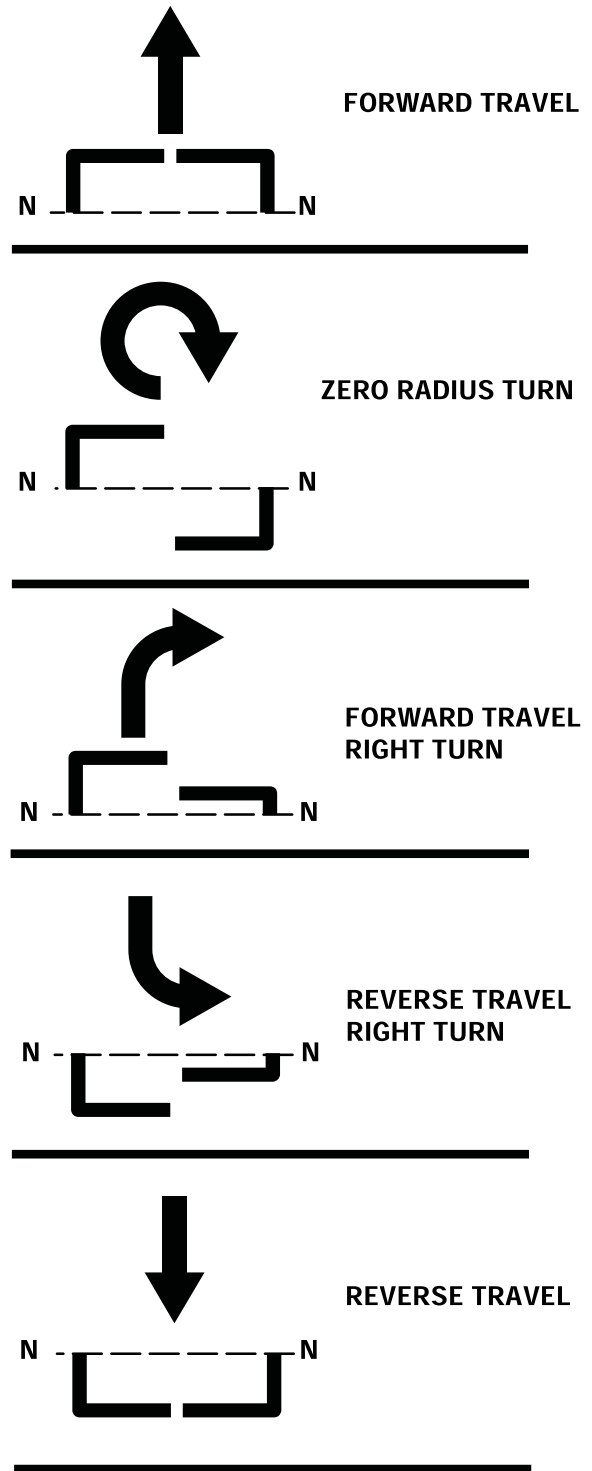 FORWARD TRAVEL
N N
ZERO RADIUS TURN
N N
FORWARD TRAVEL
RIGHT TURN
N N
REVERSE TRAVEL
RIGHT TURN
N N
REVERSE TRAVEL
N N